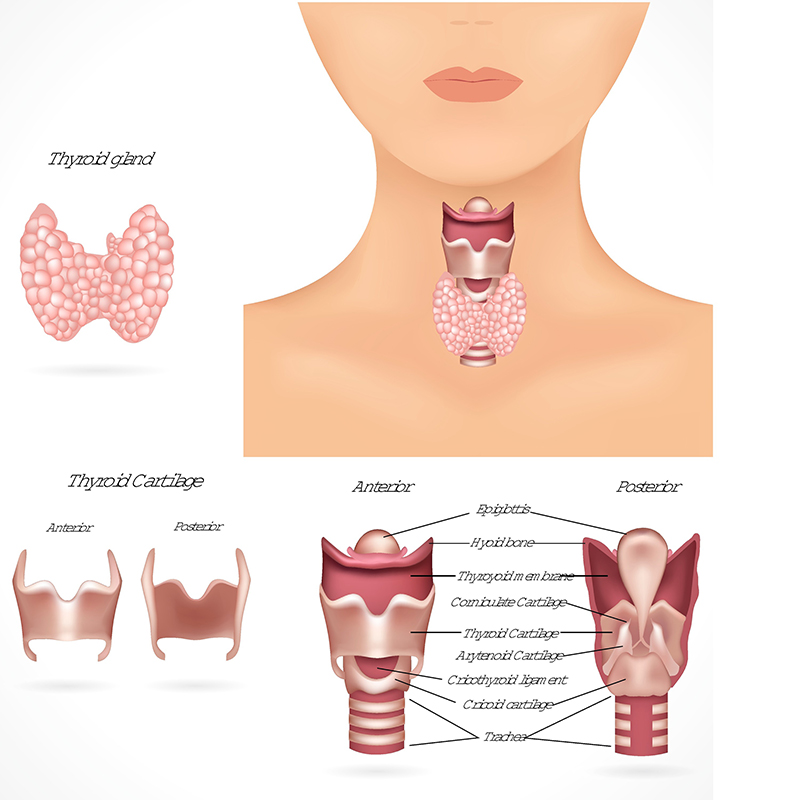 Thyroid gland
Thyroid Cartilage
Anterior
Posterior
Anterior
Posterior
Epiglottis
Hyoid bone
Thyroyoid membrane
Corniculate Cartilage
Thyroid Cartilage
Arytenoid Cartilage
Cricothyroid ligament
Cricoid cartilage
Trachea